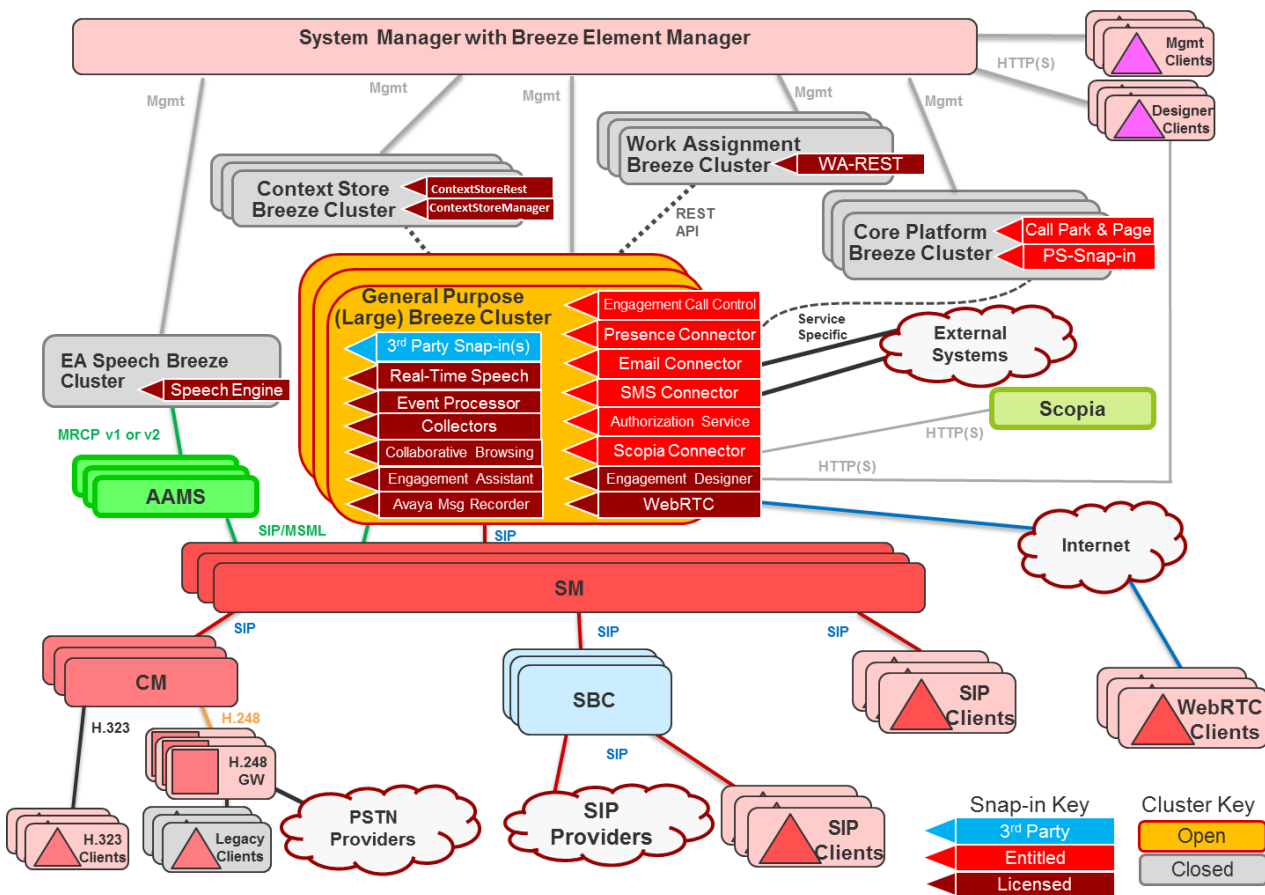 System Manager with Breeze Element Manager
Mgmt
Clients
HTTP(S)
Designer
Clients
Mgmt
Mgmt
Mgmt
Mgmt
Mgmt
Work Assignment
Breeze Cluster
WA-REST
Context Store
Breeze Cluster
ContextStoreRest
ContextStoreManager
REST
API
Core Platform
Breeze Cluster
Call Park & Page
PS-Snap-in
General Purpose
(Large) Breeze Cluster
3rd Party Snap-in(s)
Real-Time Speech
Event Processor
Collectors
Collaborative Browsing
Engagement Assistant
Avaya Msg Recorder
Engagement Call Control
Presence Connector
Email Connector
SMS Connector
Authorization Service
Scopia Connector
Engagement Designer
WebRTC
Service
Specific
External
Systems
Scopia
HTTP(S)
HTTP(S)
EA Speech Breeze
Cluster
Speech Engine
MRCP v1 or v2
AAMS
SIP/MSML
SIP
Internet
SM
SIP
SIP
SIP
CM
SBC
SIP
Clients
WebRTC
Clients
H.323
H.248
H.248
GW
SIP
H.323
Clients
Legacy
Clients
PSTN
Providers
SIP
Providers
SIP
Clients
Snap-in Key
3rd Party
Entitled
Licensed
Cluster Key
Open
Closed